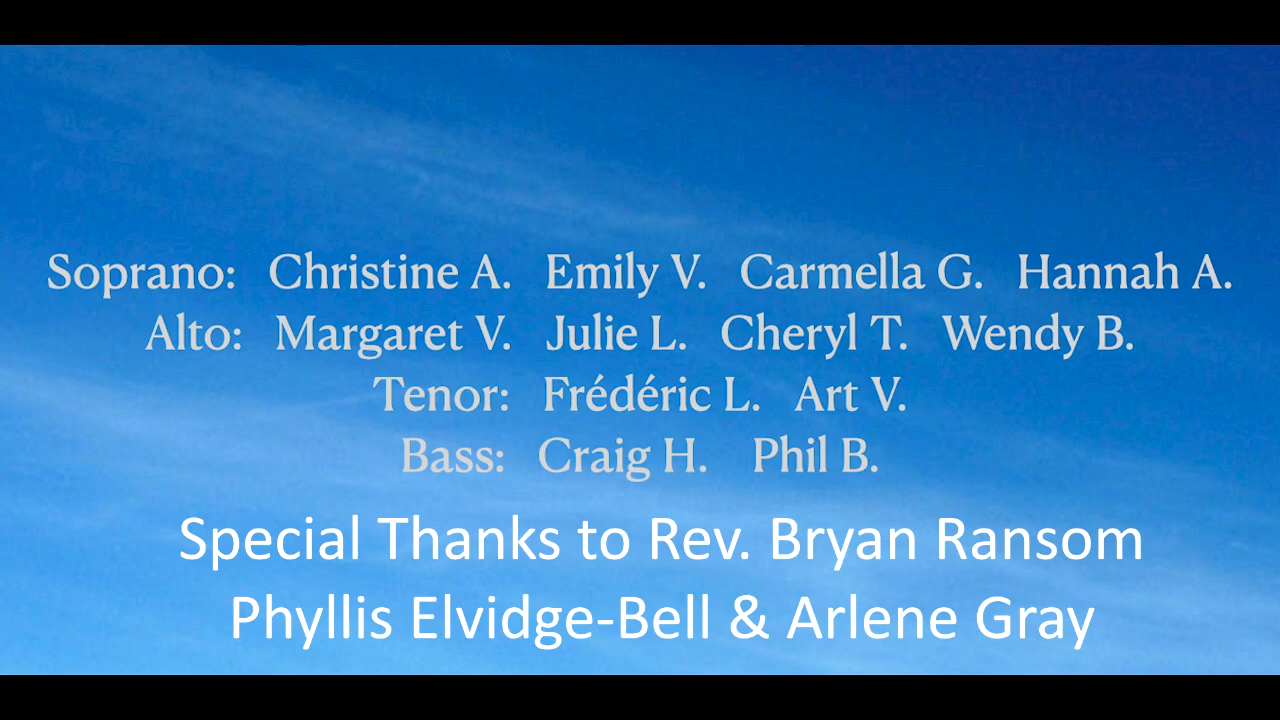 Soprano: Christine A. Emily V. Carmella G. Hannah A.
Alto: Margaret V. Julie L. Cheryl T. Wendy B.
Tenor: Frédéric L. Art V.
Bass: Craig H. Phil B.
Special Thanks to Rev. Bryan Ransom
Phyllis Elvidge-Bell & Arlene Gray